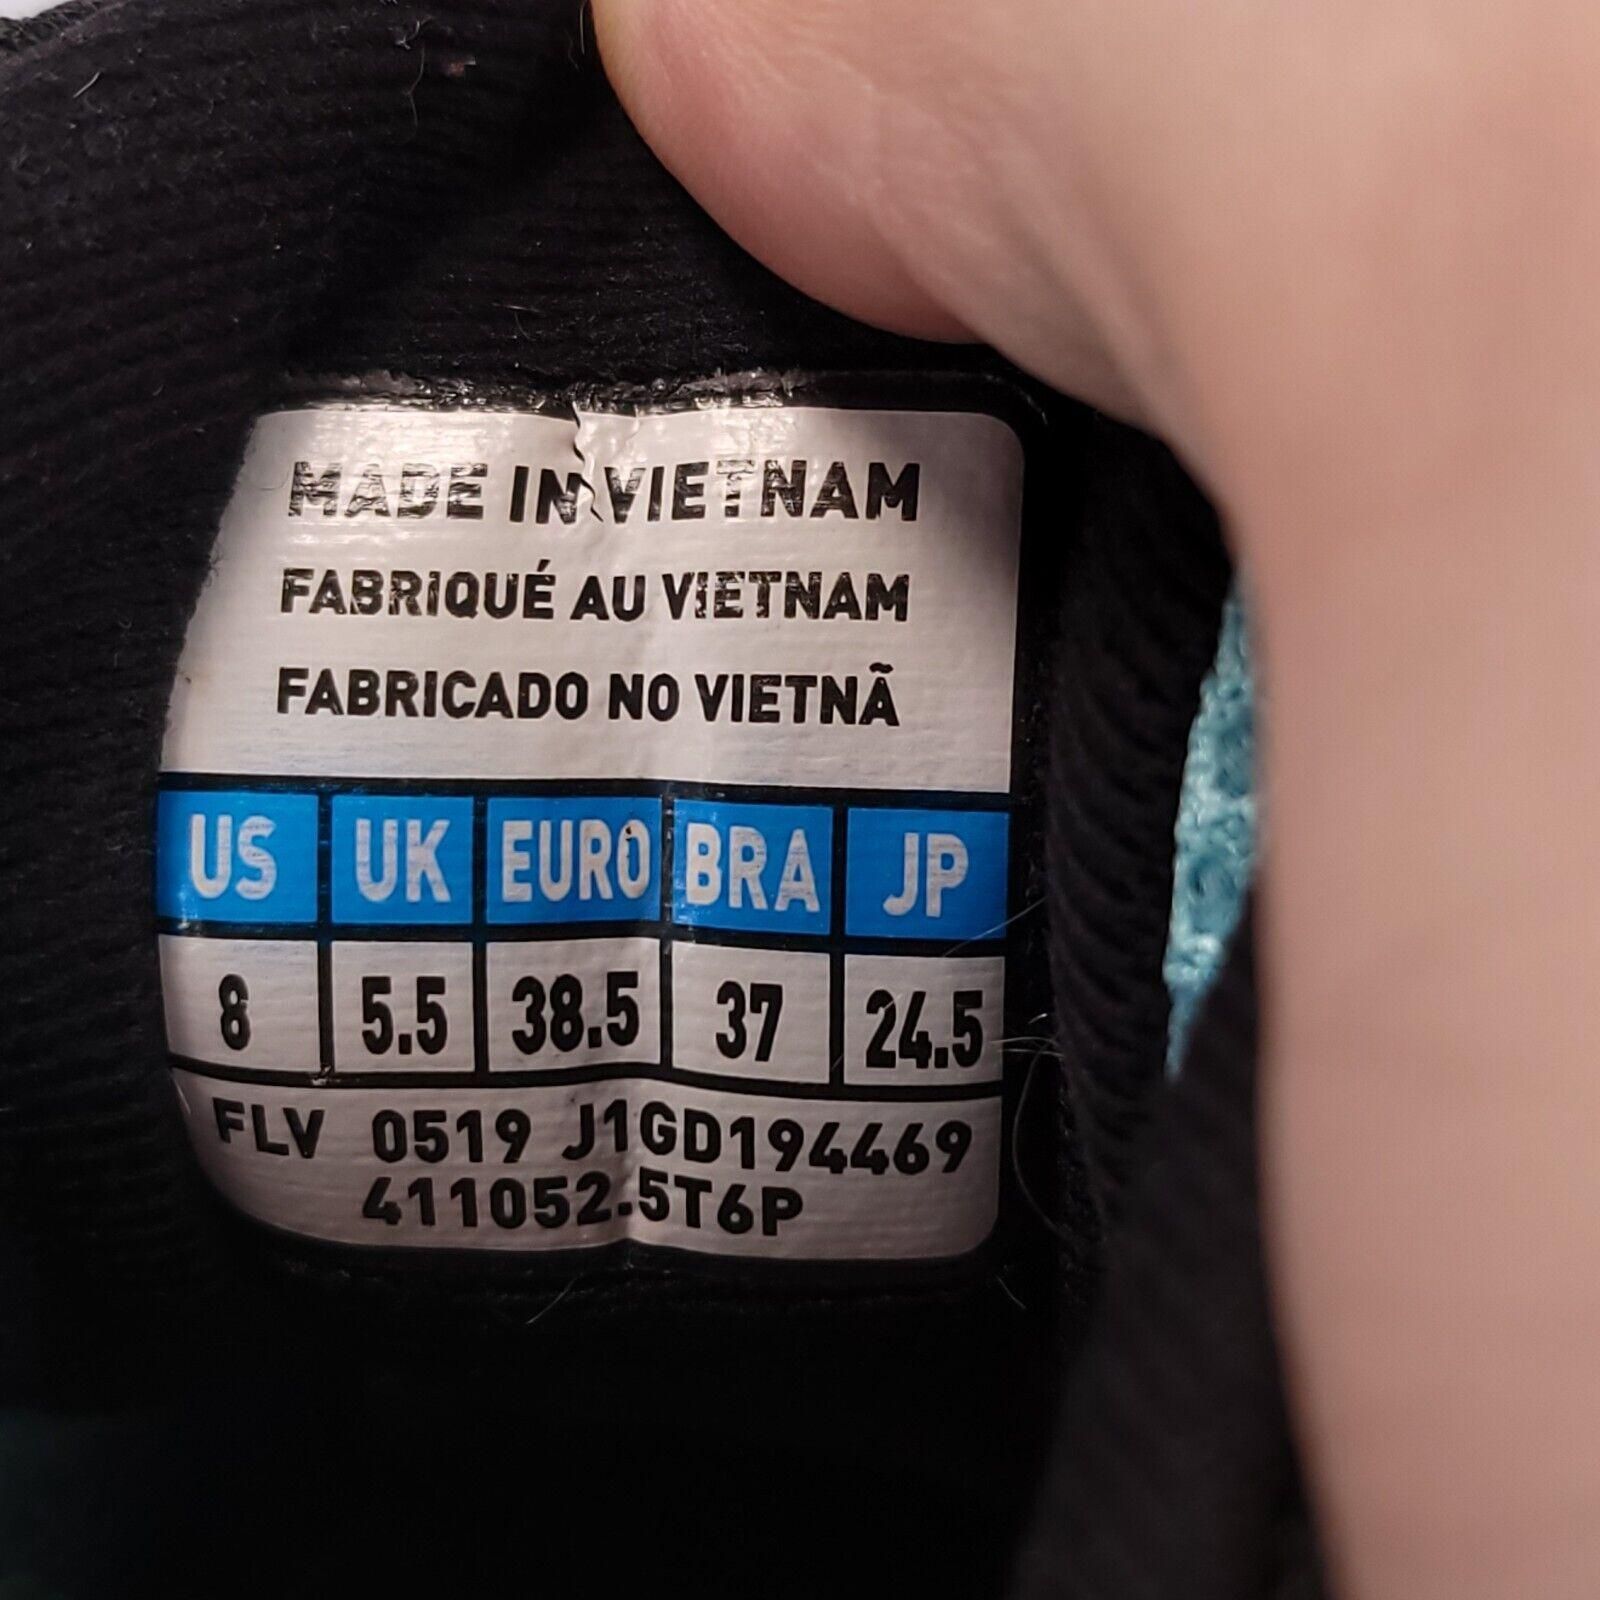 MADE IN VIETNAM
FABRIQUÉ AU VIETNAM
FABRICADO NO VIETNÃ
US UK EURO BRA JP
8 5.5 38.5 37 24.5
FLV 0519 J1GD194469
411052.5T6P